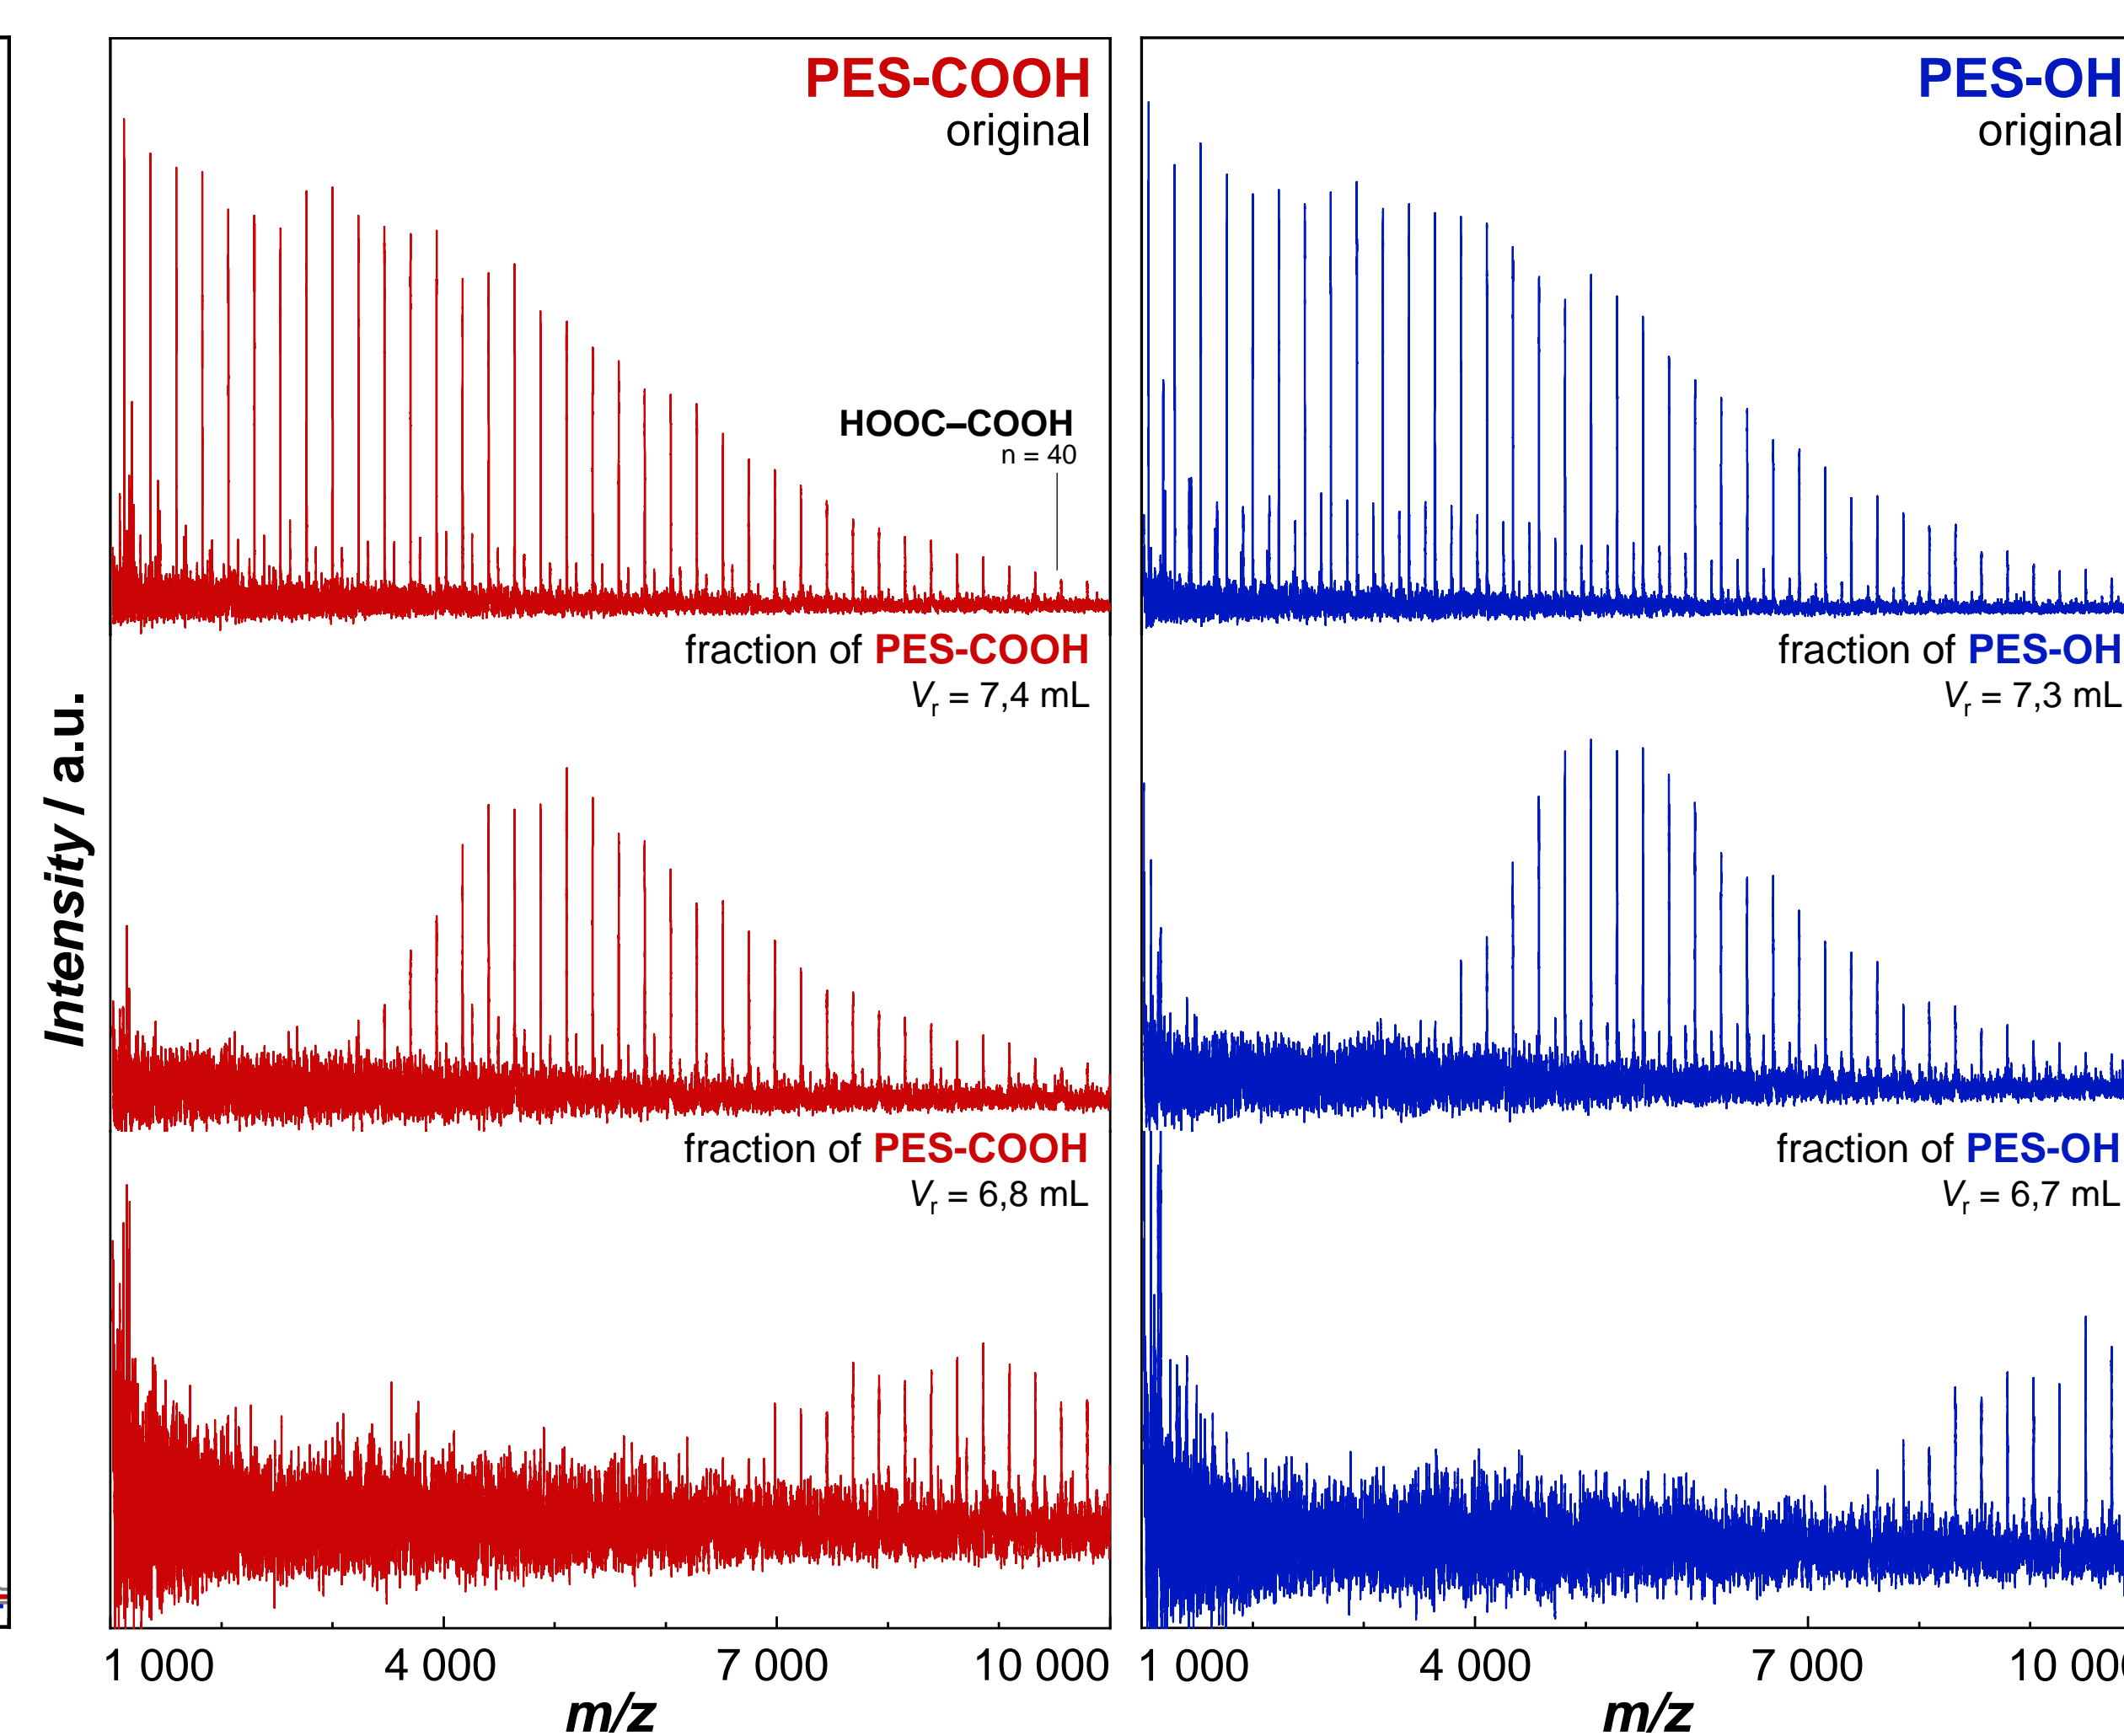 Intensity / a.u.
PES-COOH
original
HOOC–COOH
n = 40
fraction of PES-COOH
Vr = 7,4 mL
fraction of PES-COOH
Vr = 6,8 mL
1 000 4 000 7 000 10 000
m/z
PES-OH
original
fraction of PES-OH
Vr = 7,3 mL
fraction of PES-OH
Vr = 6,7 mL
1 000 4 000 7 000 10 000
m/z